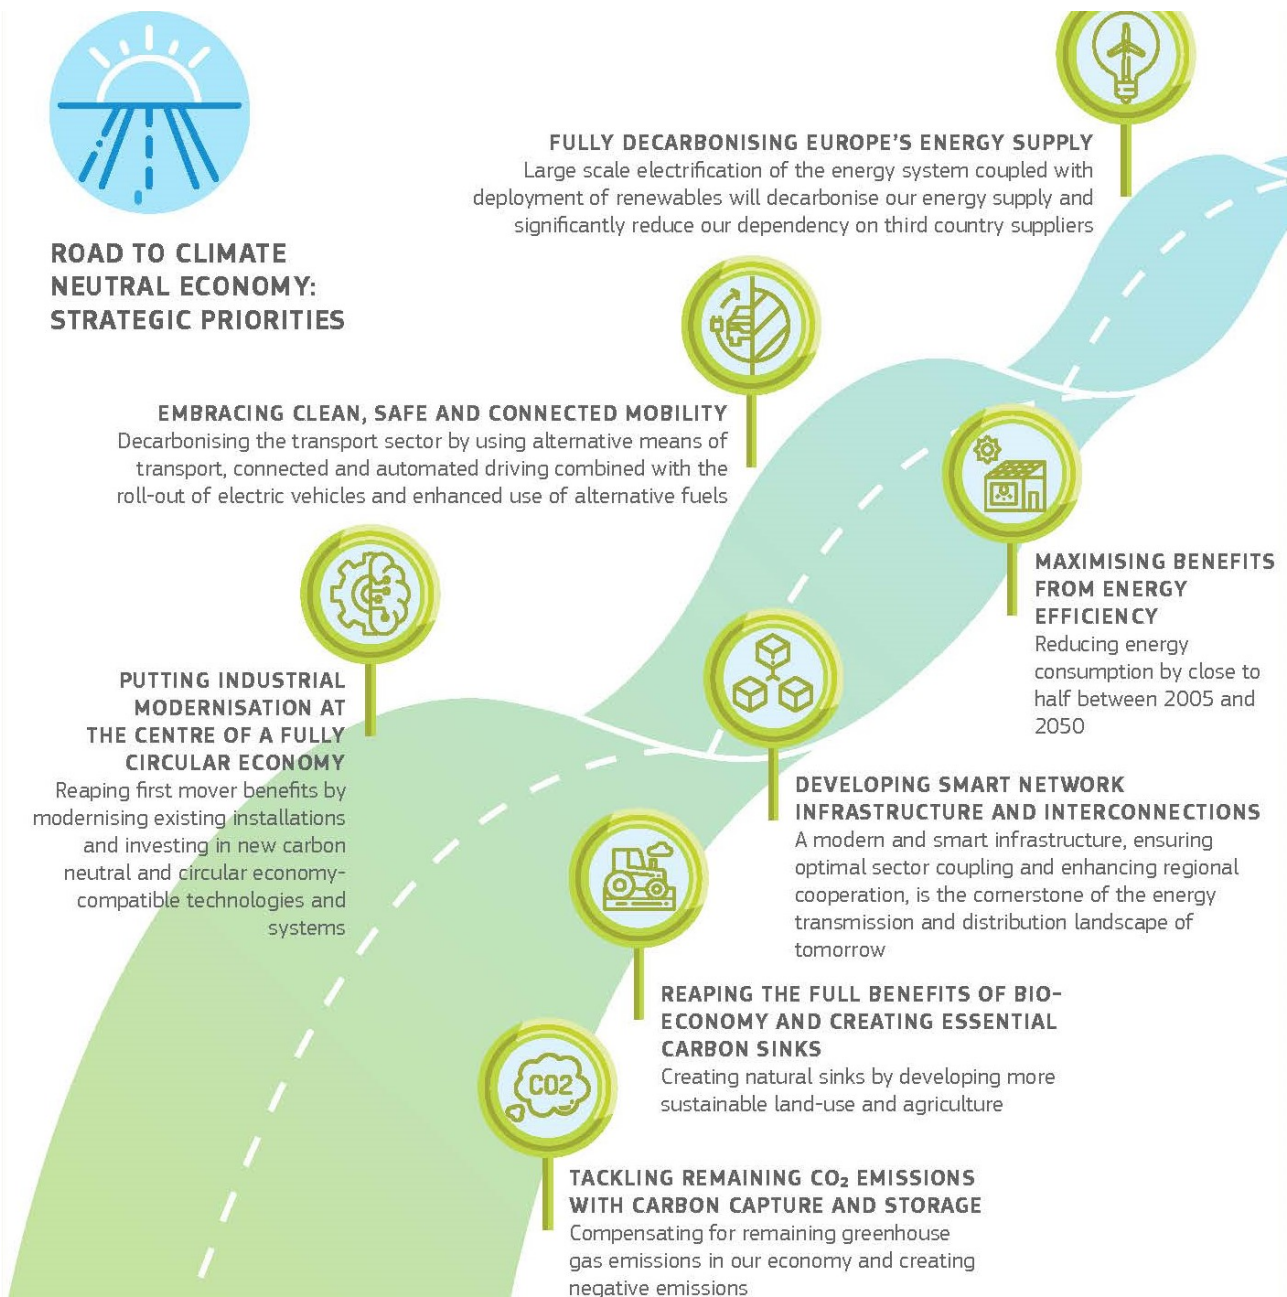 ROAD TO CLIMATE
NEUTRAL ECONOMY:
STRATEGIC PRIORITIES
FULLY DECARBONISING EUROPE'S ENERGY SUPPLY
Large scale electrification of the energy system coupled with
deployment of renewables will decarbonise our energy supply and
significantly reduce our dependency on third country suppliers
EMBRACING CLEAN, SAFE AND CONNECTED MOBILITY
Decarbonising the transport sector by using alternative means of
transport, connected and automated driving combined with the
roll-out of electric vehicles and enhanced use of alternative fuels
MAXIMISING BENEFITS
FROM ENERGY
EFFICIENCY
Reducing energy
consumption by close to
half between 2005 and
2050
PUTTING INDUSTRIAL
MODERNISATION AT
THE CENTRE OF A FULLY
CIRCULAR ECONOMY
Reaping first mover benefits by
modernising existing installations
and investing in new carbon
neutral and circular economy-
compatible technologies and
systems
DEVELOPING SMART NETWORK
INFRASTRUCTURE AND INTERCONNECTIONS
A modern and smart infrastructure, ensuring
optimal sector coupling and enhancing regional
cooperation, is the cornerstone of the energy
transmission and distribution landscape of
tomorrow
REAPING THE FULL BENEFITS OF BIO-
ECONOMY AND CREATING ESSENTIAL
CARBON SINKS
Creating natural sinks by developing more
sustainable land-use and agriculture
CO2
TACKLING REMAINING CO₂ EMISSIONS
WITH CARBON CAPTURE AND STORAGE
Compensating for remaining greenhouse
gas emissions in our economy and creating
negative emissions